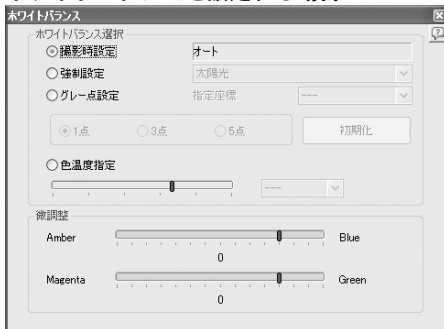 ホワイトバランス
ホワイトバランス選択
撮影時設定 オート
強制設定 太陽光
グレー点設定 指定座標 ---
1点 3点 5点 初期化
色温度指定
---
微調整
Amber Blue
0
Magenta Green
0